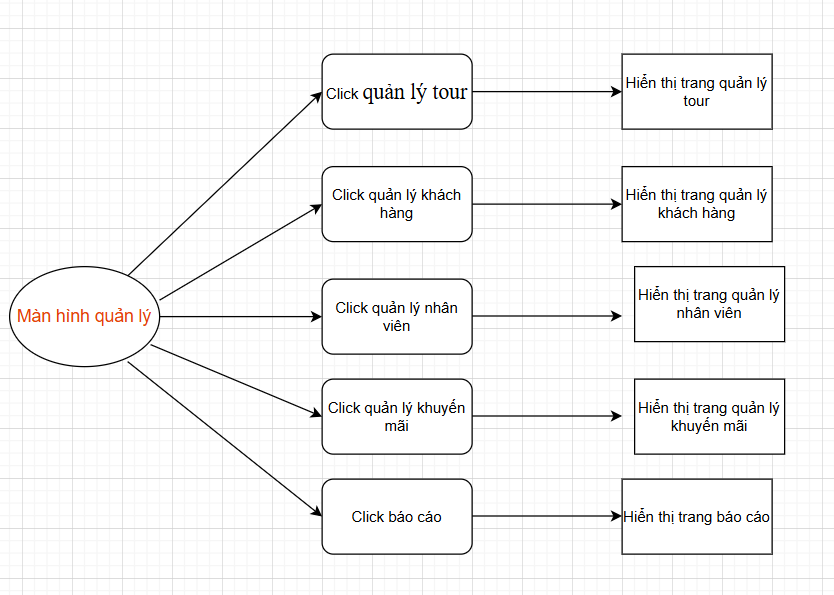 Click quản lý tour
Hiển thị trang quản lý
tour
Click quản lý khách
hàng
Hiển thị trang quản lý
khách hàng
Màn hình quản lý
Click quản lý nhân
viên
Hiển thị trang quản lý
nhân viên
Click quản lý khuyến
mãi
Hiển thị trang quản lý
khuyến mãi
Click báo cáo
Hiển thị trang báo cáo